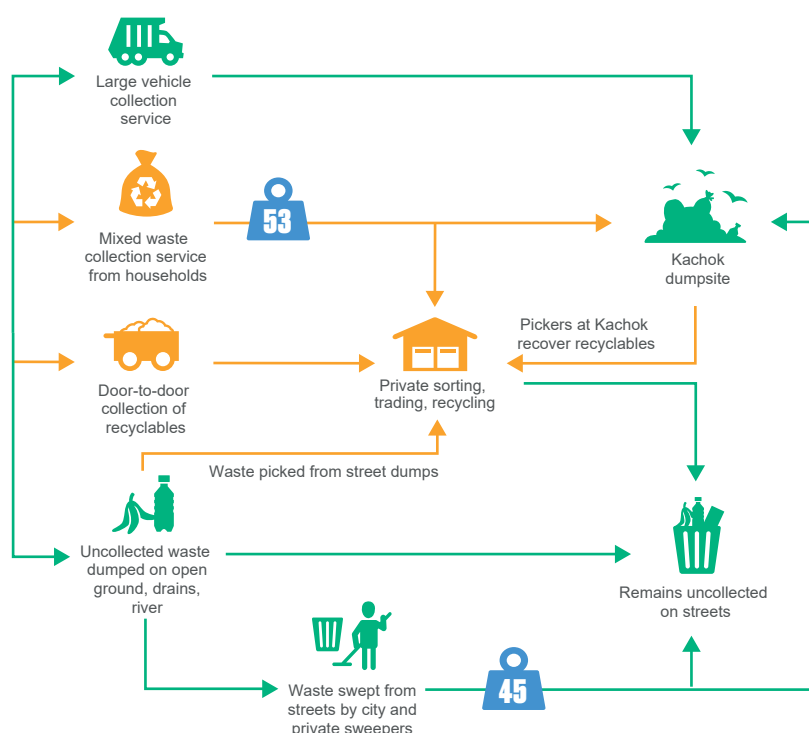 Large vehicle
collection
service
53
Mixed waste
collection service
from households
Kachok
dumpsite
Pickers at Kachok
recover recyclables
Door-to-door
collection of
recyclables
Private sorting,
trading, recycling
Waste picked from street dumps
Uncollected waste
dumped on open
ground, drains,
river
Remains uncollected
on streets
45
Waste swept from
streets by city and
private sweepers